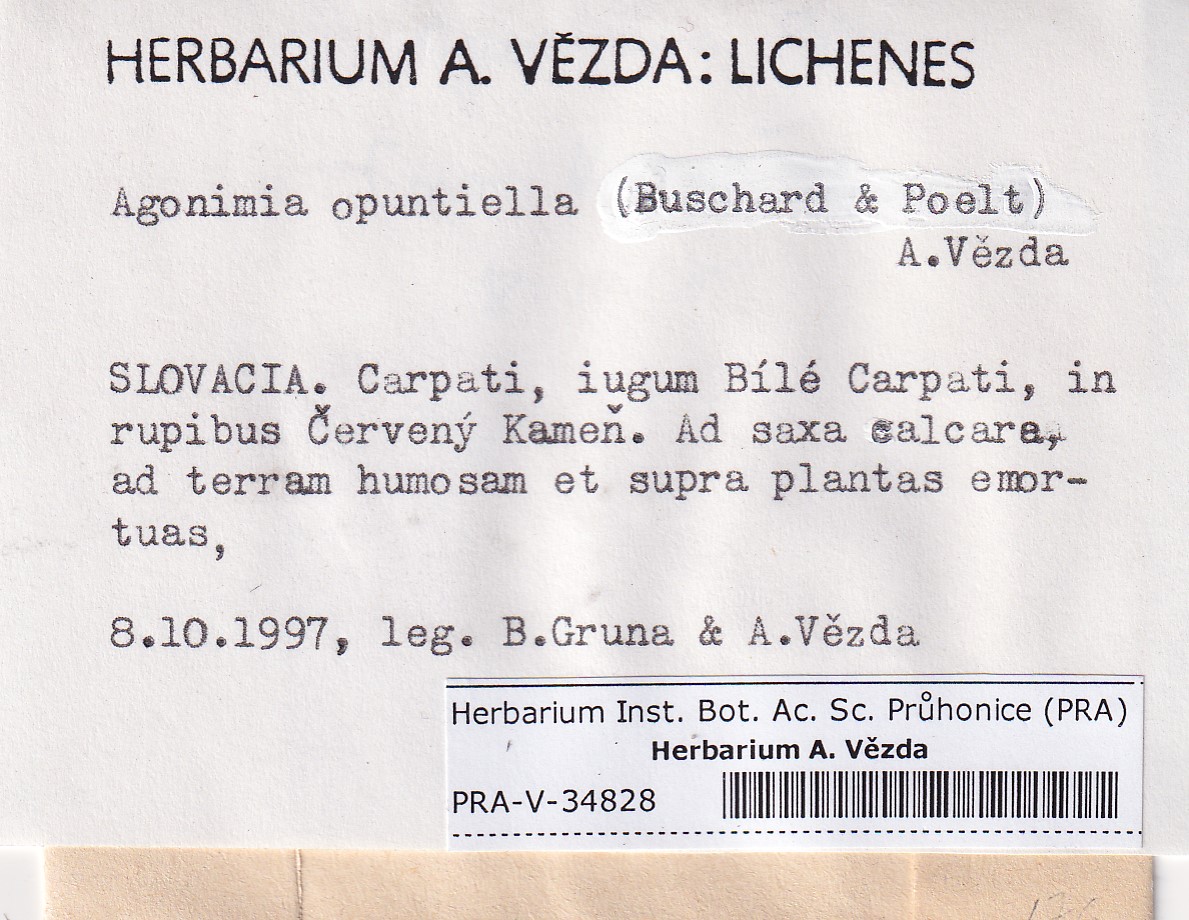 HERBARIUM A. VĚZDA: LICHENES
Agonimia opuntiella (Buschard & Poelt)
A.Vězda
SLOVACIA. Carpati, iugum Bílé Carpati, in
rupibus Červený Kameň. Ad saxa calcara,
ad terram humosam et supra plantas emor-
tuas,
8.10.1997, leg. B.Gruna & A.Vězda
Herbarium Inst. Bot. Ac. Sc. Průhonice (PRA)
Herbarium A. Vězda
PRA-V-34828